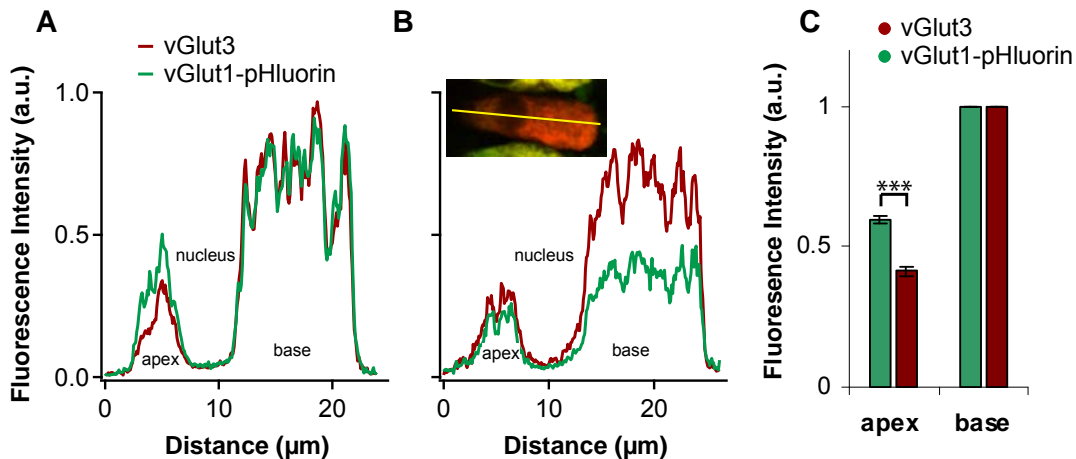 A
vGlut3
vGlut1-pHluorin
Fluorescence Intensity (a.u.)
1.0
0.5
0.0
nucleus
apex
base
0
10
20
Distance (µm)
B
nucleus
apex
base
0
10
20
Distance (µm)
C
vGlut3
vGlut1-pHluorin
Fluoresence Intensity (a.u.)
1
0.5
0
***
apex
base